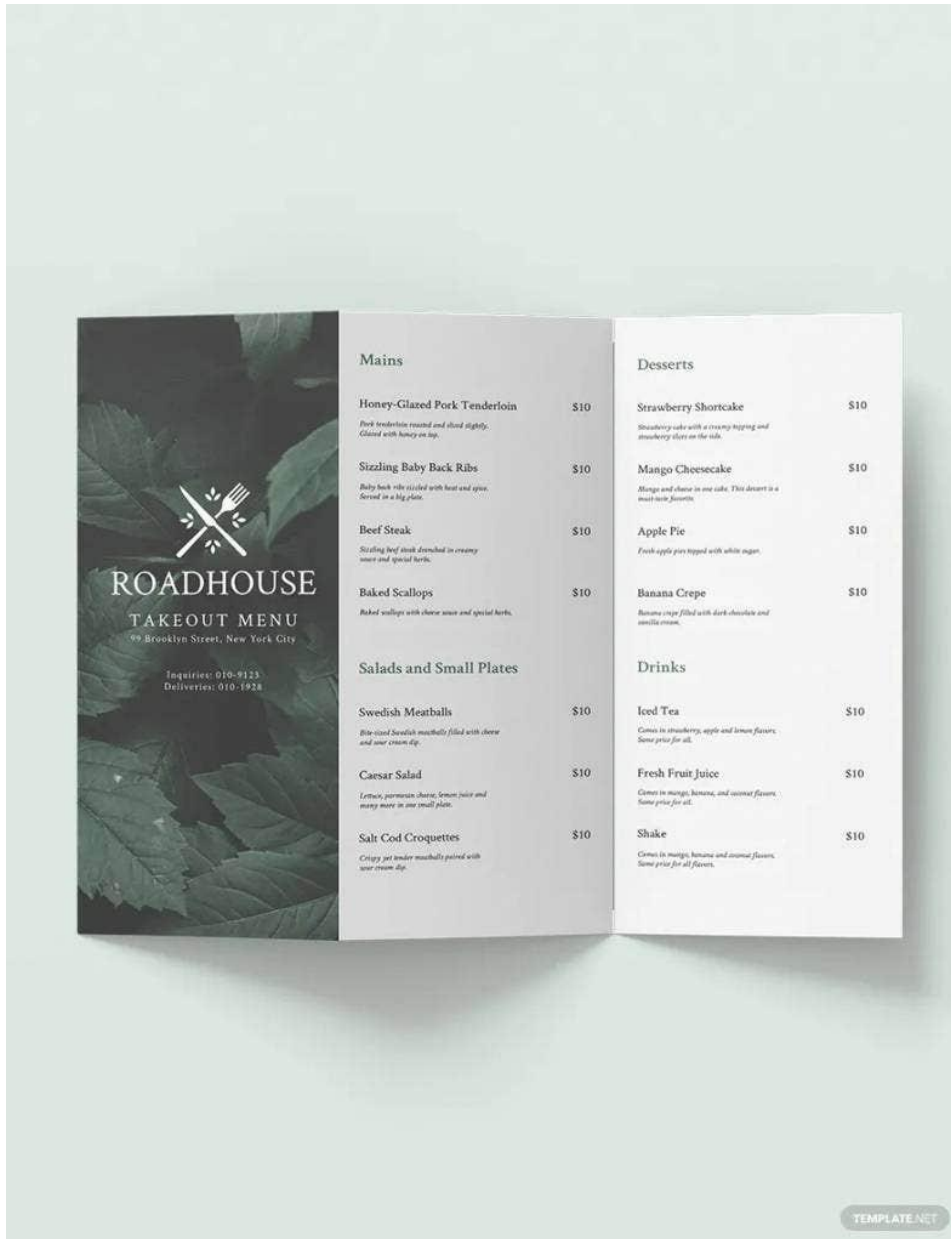 ROADHOUSE
TAKEOUT MENU
99 Brooklyn Street, New York City
Inquiries: 010-9123
Deliveries: 010-1928
Mains
Honey-Glazed Pork Tenderloin $10
Pork tenderloin roasted and sliced slightly.
Glazed with honey on top.
Sizzling Baby Back Ribs $10
Baby back ribs sizzled with heat and spice.
Served in a big plate.
Beef Steak $10
Sizzling beef steak drenched in creamy
sauce and special herbs.
Baked Scallops $10
Baked scallops with cheese sauce and special herbs.
Salads and Small Plates
Swedish Meatballs $10
Bite-sized Swedish meatballs filled with cheese
and sour cream dip.
Caesar Salad $10
Lettuce, parmesan cheese, lemon juice and
many more in one small plate.
Salt Cod Croquettes $10
Crispy yet tender meatballs paired with
sour cream dip.
Desserts
Strawberry Shortcake $10
Strawberry cake with a creamy topping and
strawberry slices on the side.
Mango Cheesecake $10
Mango and cheese in one cake. This dessert is a
must-taste favorite.
Apple Pie $10
Fresh apple pies topped with white sugar.
Banana Crepe $10
Banana crepe filled with dark chocolate and
vanilla cream.
Drinks
Iced Tea $10
Comes in strawberry, apple and lemon flavors.
Same price for all.
Fresh Fruit Juice $10
Comes in mango, banana, and coconut flavors.
Same price for all.
Shake $10
Comes in mango, banana and coconut flavors.
Same price for all flavors.
TEMPLATE.NET